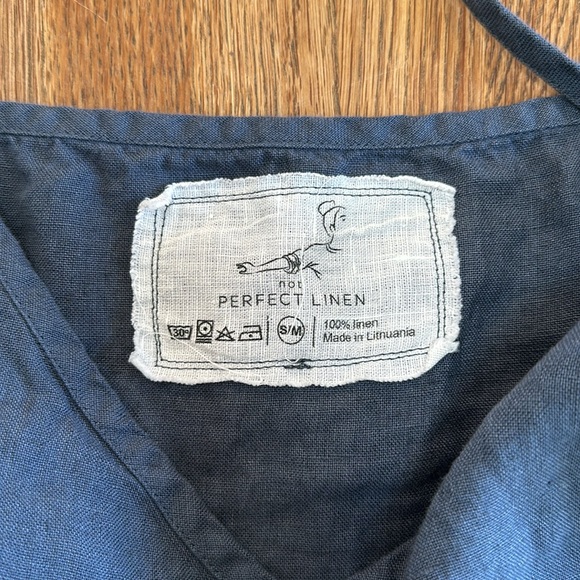 not
PERFECT LINEN
30° S/M 100% linen
Made in Lithuania